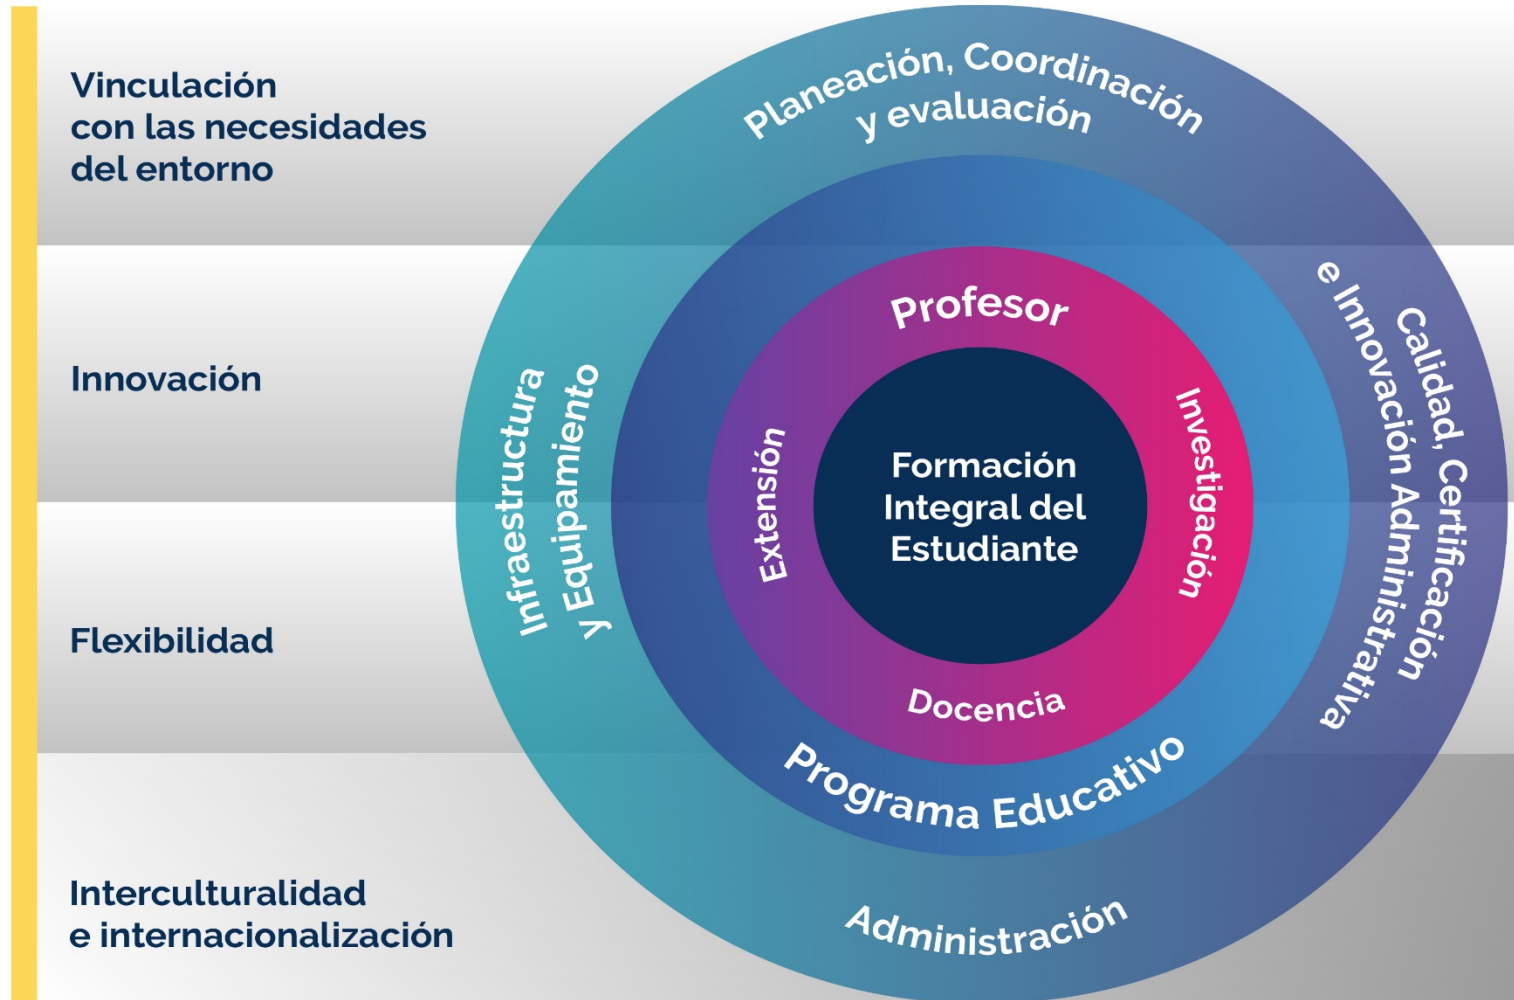 Vinculación
con las necesidades
del entorno
Innovación
Flexibilidad
Interculturalidad
e internacionalización
Planeación, Coordinación
y evaluación
Infraestructura
y Equipamiento
Calidad, Certificación
e Innovación Administrativa
Administración
Programa Educativo
Profesor
Extensión
Investigación
Docencia
Formación
Integral del
Estudiante